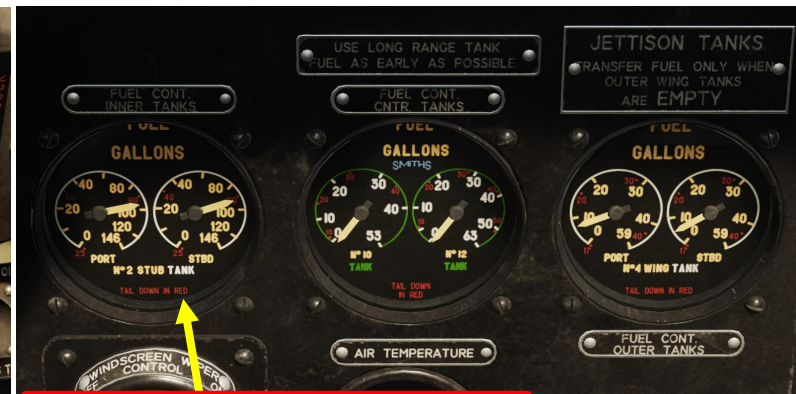 USE LONG RANGE TANK
FUEL AS EARLY AS POSSIBLE
JETTISON TANKS
TRANSFER FUEL ONLY WHEN
OUTER WING TANKS
ARE EMPTY
FUEL CONT.
INNER TANKS
FUEL CONT.
CNTR. TANKS
FUEL
GALLONS
0 20 40 80 100 120 146
0 20 40 80 100 120 146
25
25
PORT
STBD
Nº2 STUB TANK
TAIL DOWN IN RED
FUEL
GALLONS
SMITHS
0 10 20 30 40 53
0 10 20 30 40 50 63
Nº10
TANK
Nº12
TANK
TAIL DOWN
IN RED
FUEL
GALLONS
0 10 20 30 40 59
0 10 20 30 40 59
17
17
PORT
STBD
Nº4 WING TANK
TAIL DOWN IN RED
FUEL CONT.
OUTER TANKS
AIR TEMPERATURE
WINDSCREEN WIPER
CONTROL